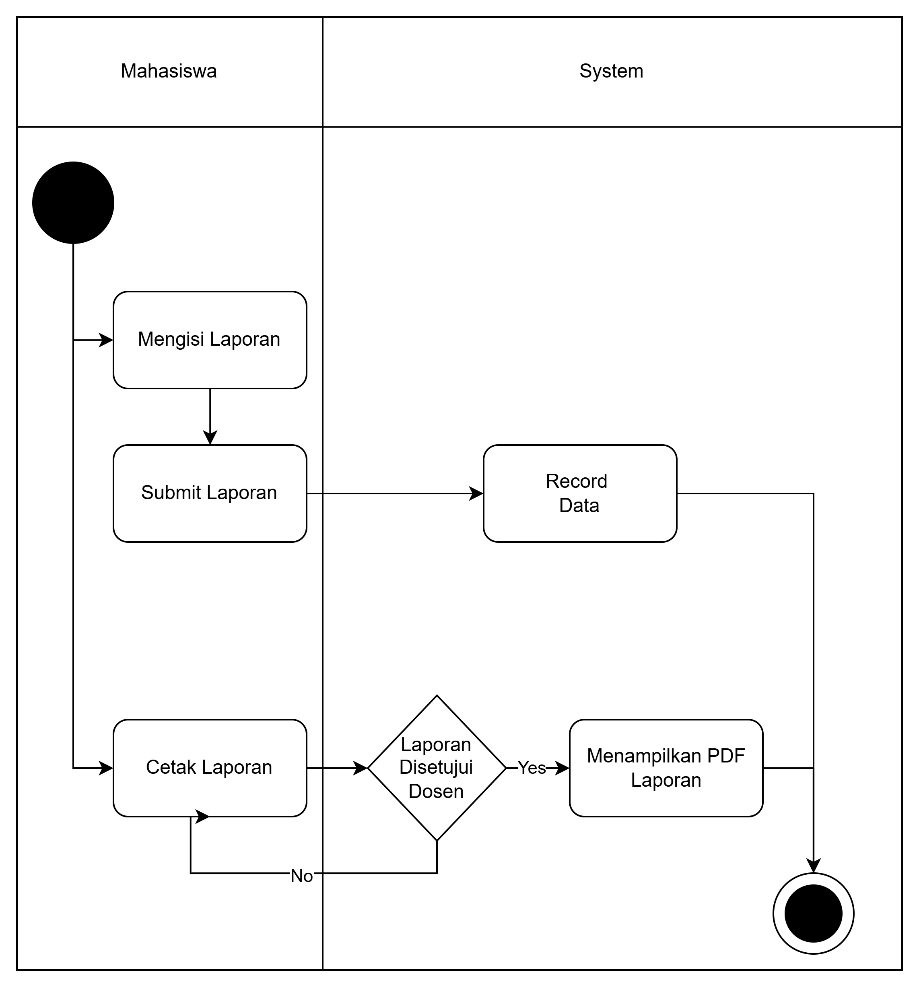 Mahasiswa
System
Mengisi Laporan
Submit Laporan
Record
Data
Cetak Laporan
Laporan
Disetujui
Dosen
Yes
Menampilkan PDF
Laporan
No